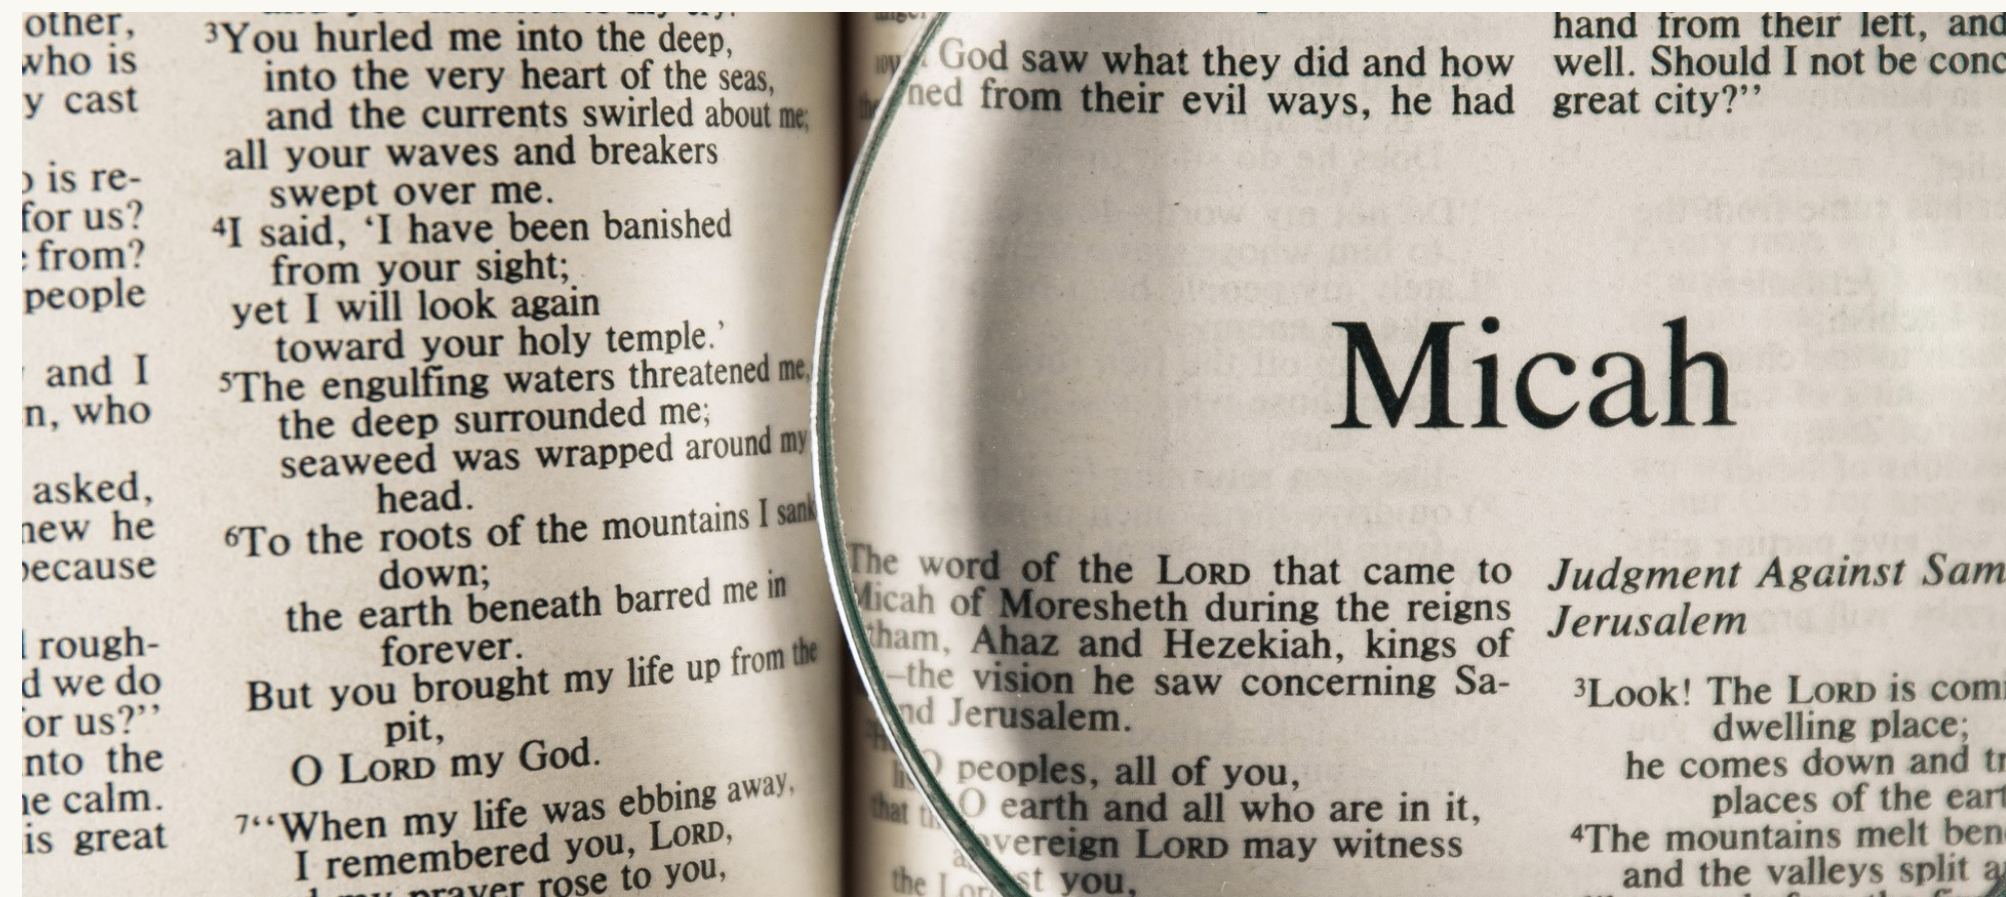 other,
who is
y cast
is re-
for us?
from?
people
and I
n, who
asked,
new he
because
rough-
d we do
or us?’’
nto the
he calm.
is great
³You hurled me into the deep,
into the very heart of the seas,
and the currents swirled about me;
all your waves and breakers
swept over me.
⁴I said, ‘I have been banished
from your sight;
yet I will look again
toward your holy temple.’
⁵The engulfing waters threatened me,
the deep surrounded me;
seaweed was wrapped around my
head.
⁶To the roots of the mountains I sank
down;
the earth beneath barred me in
forever.
But you brought my life up from the
pit,
O LORD my God.
⁷‘‘When my life was ebbing away,
I remembered you, LORD,
my prayer rose to you,
God saw what they did and how
ned from their evil ways, he had
hand from their left, and
well. Should I not be conc
great city?’’
Micah
The word of the LORD that came to
Micah of Moresheth during the reigns
tham, Ahaz and Hezekiah, kings of
—the vision he saw concerning Sa-
nd Jerusalem.
O peoples, all of you,
O earth and all who are in it,
vereign LORD may witness
st you,
that
the Lor
Judgment Against Sam
Jerusalem
³Look! The LORD is com
dwelling place;
he comes down and tr
places of the eart
⁴The mountains melt ben
and the valleys split a